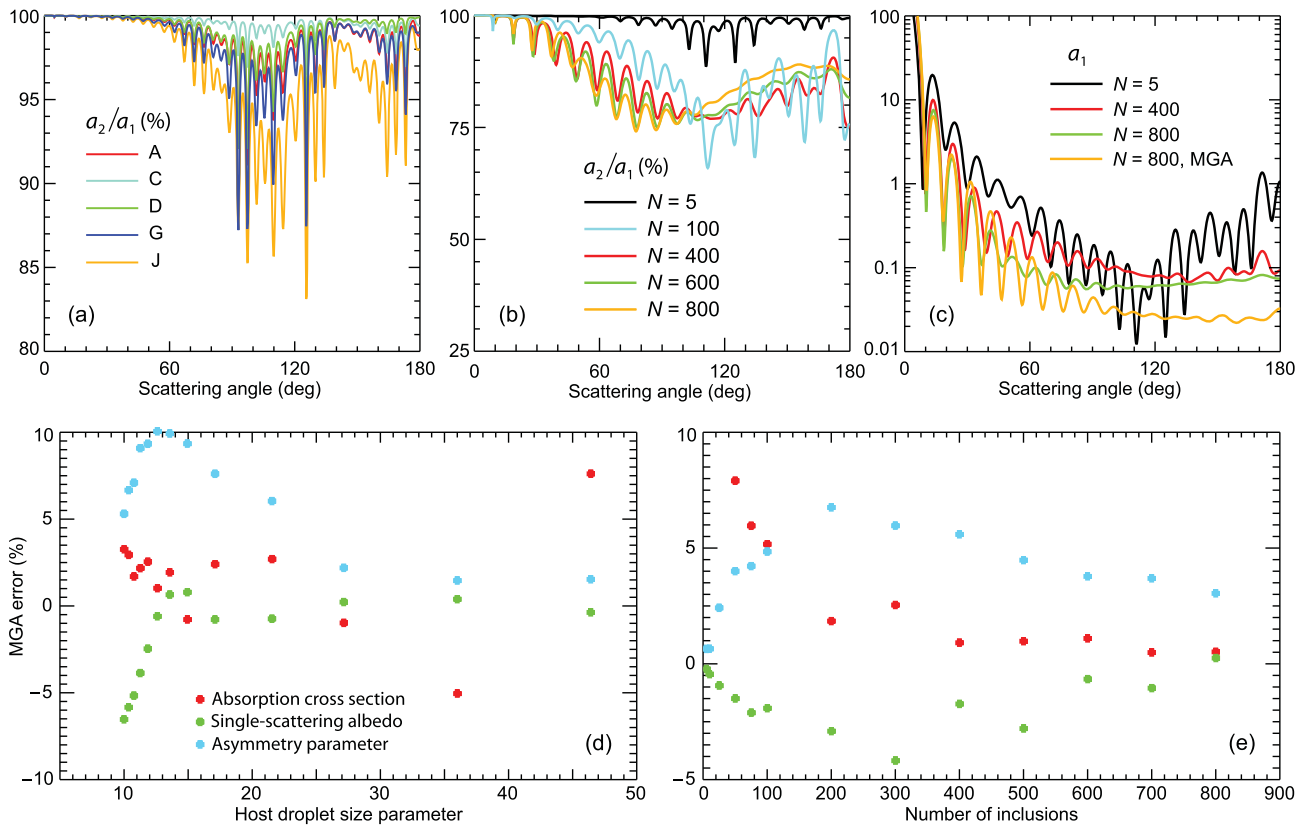 100
95
90
85
80
a2/a1 (%)
A
C
D
G
J
(a)
0
60
120
180
Scattering angle (deg)
100
75
50
25
a2/a1 (%)
N = 5
N = 100
N = 400
N = 600
N = 800
(b)
0
60
120
180
Scattering angle (deg)
100
10
1
0.1
0.01
a1
N = 5
N = 400
N = 800
N = 800, MGA
(c)
0
60
120
180
Scattering angle (deg)
MGA error (%)
10
5
0
−5
−10
Absorption cross section
Single-scattering albedo
Asymmetry parameter
(d)
10
20
30
40
50
Host droplet size parameter
10
5
0
−5
(e)
0
100
200
300
400
500
600
700
800
900
Number of inclusions